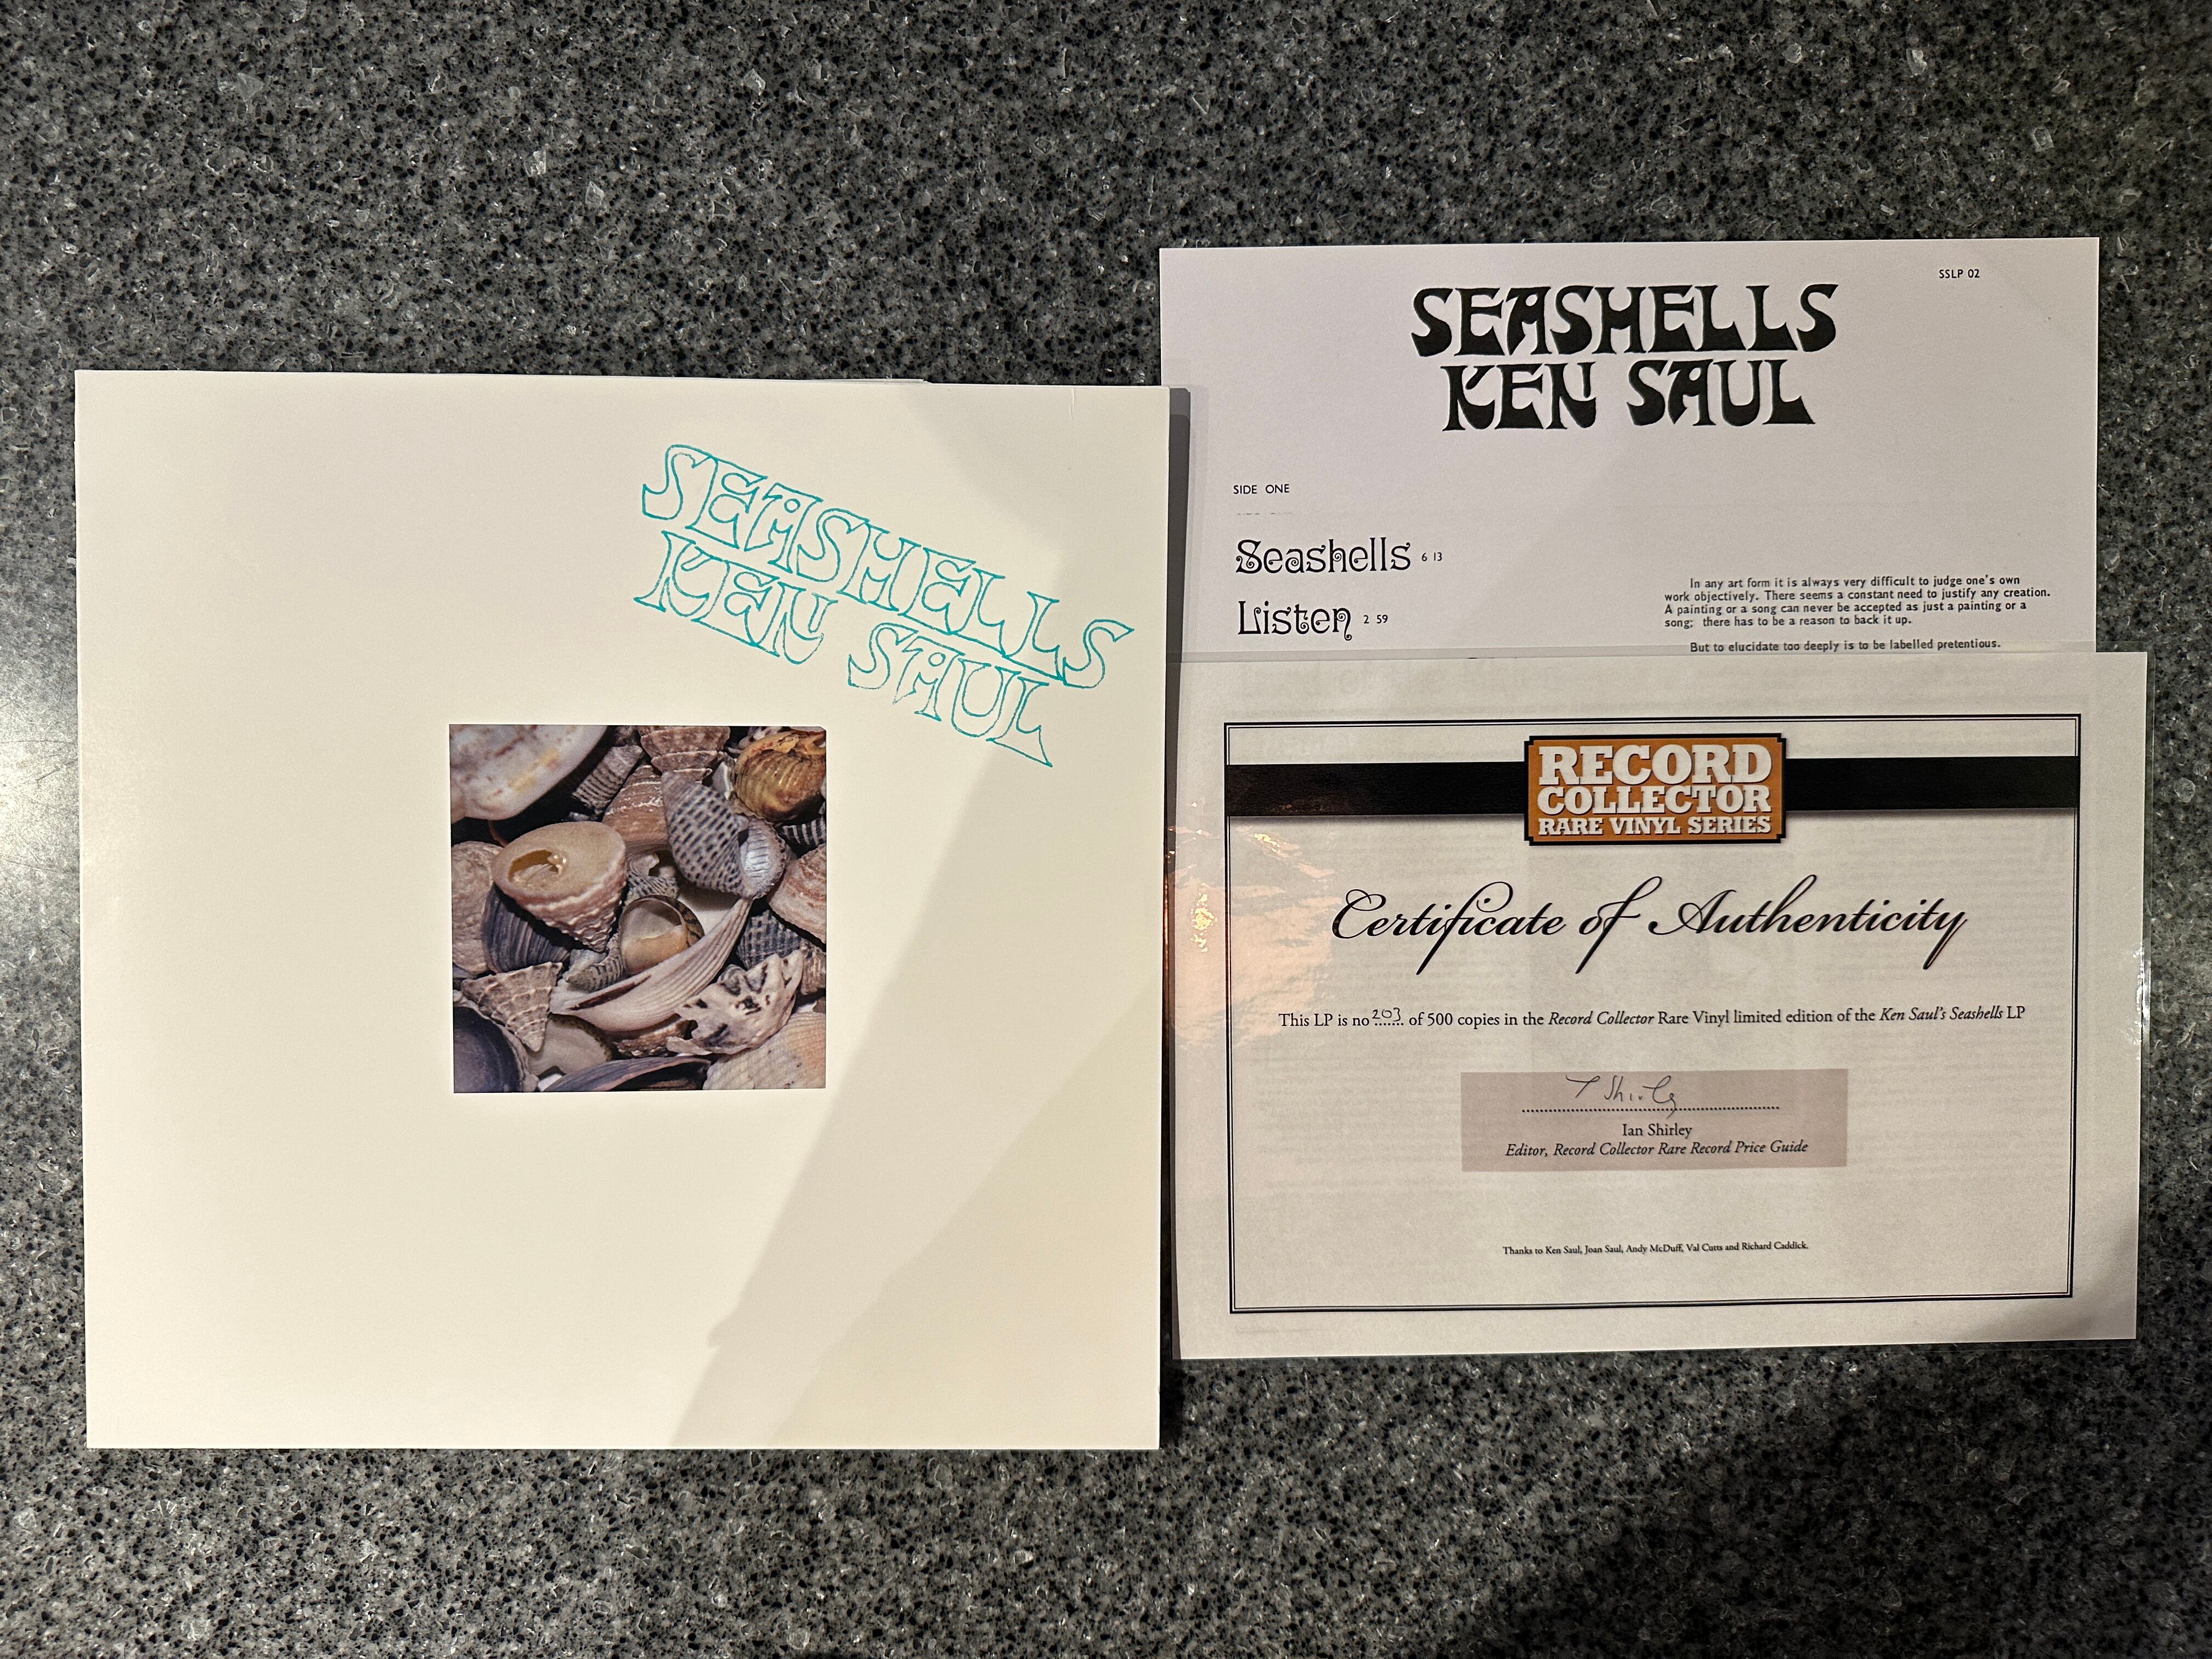 SEASHELLS
KEN SAUL
SSLP 02
SEASHELLS
KEN SAUL
SIDE ONE
Seashells 6 13
Listen 2 59
In any art form it is always very difficult to judge one's own
work objectively. There seems a constant need to justify any creation.
A painting or a song can never be accepted as just a painting or a
song; there has to be a reason to back it up.
But to elucidate too deeply is to be labelled pretentious.
RECORD
COLLECTOR
RARE VINYL SERIES
Certificate of Authenticity
This LP is no 203 of 500 copies in the Record Collector Rare Vinyl limited edition of the Ken Saul's Seashells LP
I Shirley
Ian Shirley
Editor, Record Collector Rare Record Price Guide
Thanks to Ken Saul, Joan Saul, Andy McDuff, Val Cutts and Richard Caddick.